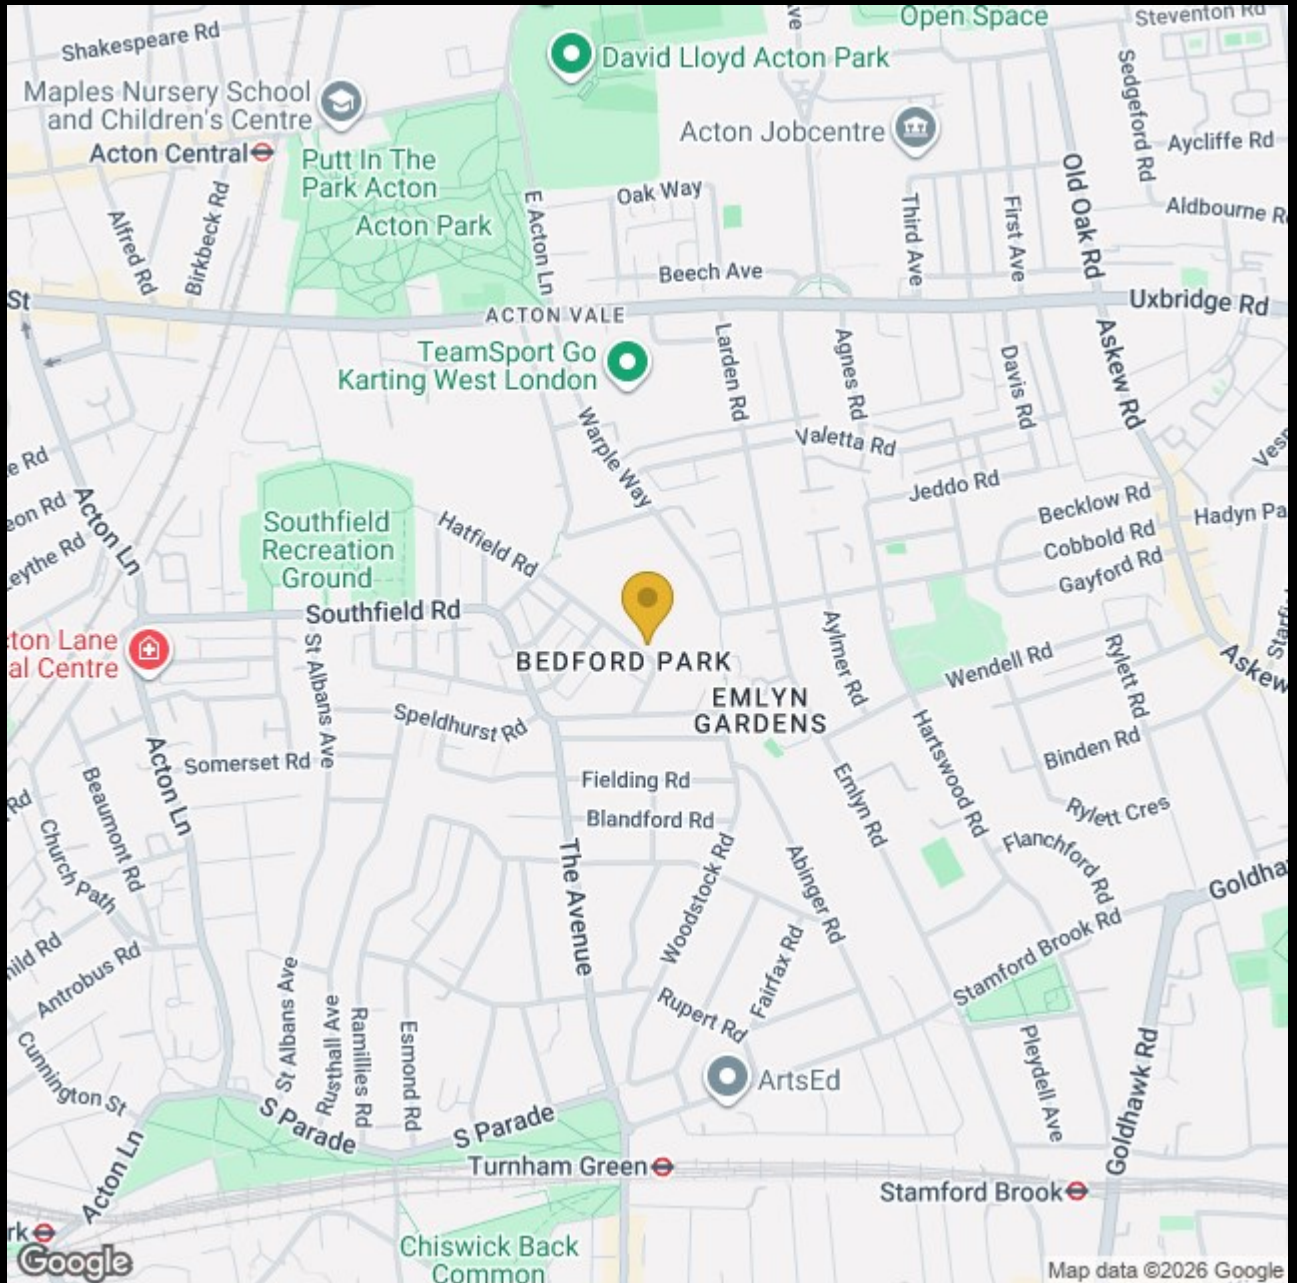 Open Space
Steventon Rd
Shakespeare Rd
David Lloyd Acton Park
Sedgeford Rd
Maples Nursery School
and Children's Centre
Acton Jobcentre
Aycliffe Rd
Acton Central
Putt In The
Park Acton
Oak Way
Old Oak Rd
Birkbeck Rd
Alfred Rd
E Acton Ln
Third Ave
First Ave
Aldbourne R
Acton Park
Beech Ave
St
ACTON VALE
Uxbridge Rd
TeamSport Go
Karting West London
Larden Rd
Agnes Rd
Davis Rd
Askew Rd
Warple Way
Valetta Rd
Acton Ln
Jeddo Rd
Becklow Rd
Hadyn Pa
Cobbold Rd
Gayford Rd
Southfield
Recreation
Ground
Hatfield Rd
Southfield Rd
BEDFORD PARK
EMLYN
GARDENS
Aylmer Rd
Wendell Rd
Rylett Rd
Askew
cton Lane
al Centre
St Albans Ave
Speldhurst Rd
Somerset Rd
Fielding Rd
Blandford Rd
Emlyn Rd
Hartswood Rd
Binden Rd
Rylett Cres
Flanchford Rd
Goldha
Acton Ln
Beaumont Rd
Church Path
The Avenue
Woodstock Rd
Abinger Rd
Fairfax Rd
Stamford Brook Rd
Antrobus Rd
Rupert Rd
Cunnington St
St Albans Ave
Rusthall Ave
Ramillies Rd
Esmond Rd
ArtsEd
Pleydell Ave
Goldhawk Rd
S Parade
S Parade
Acton Ln
Turnham Green
Stamford Brook
rk
Chiswick Back
Common
Google
Map data ©2026 Google